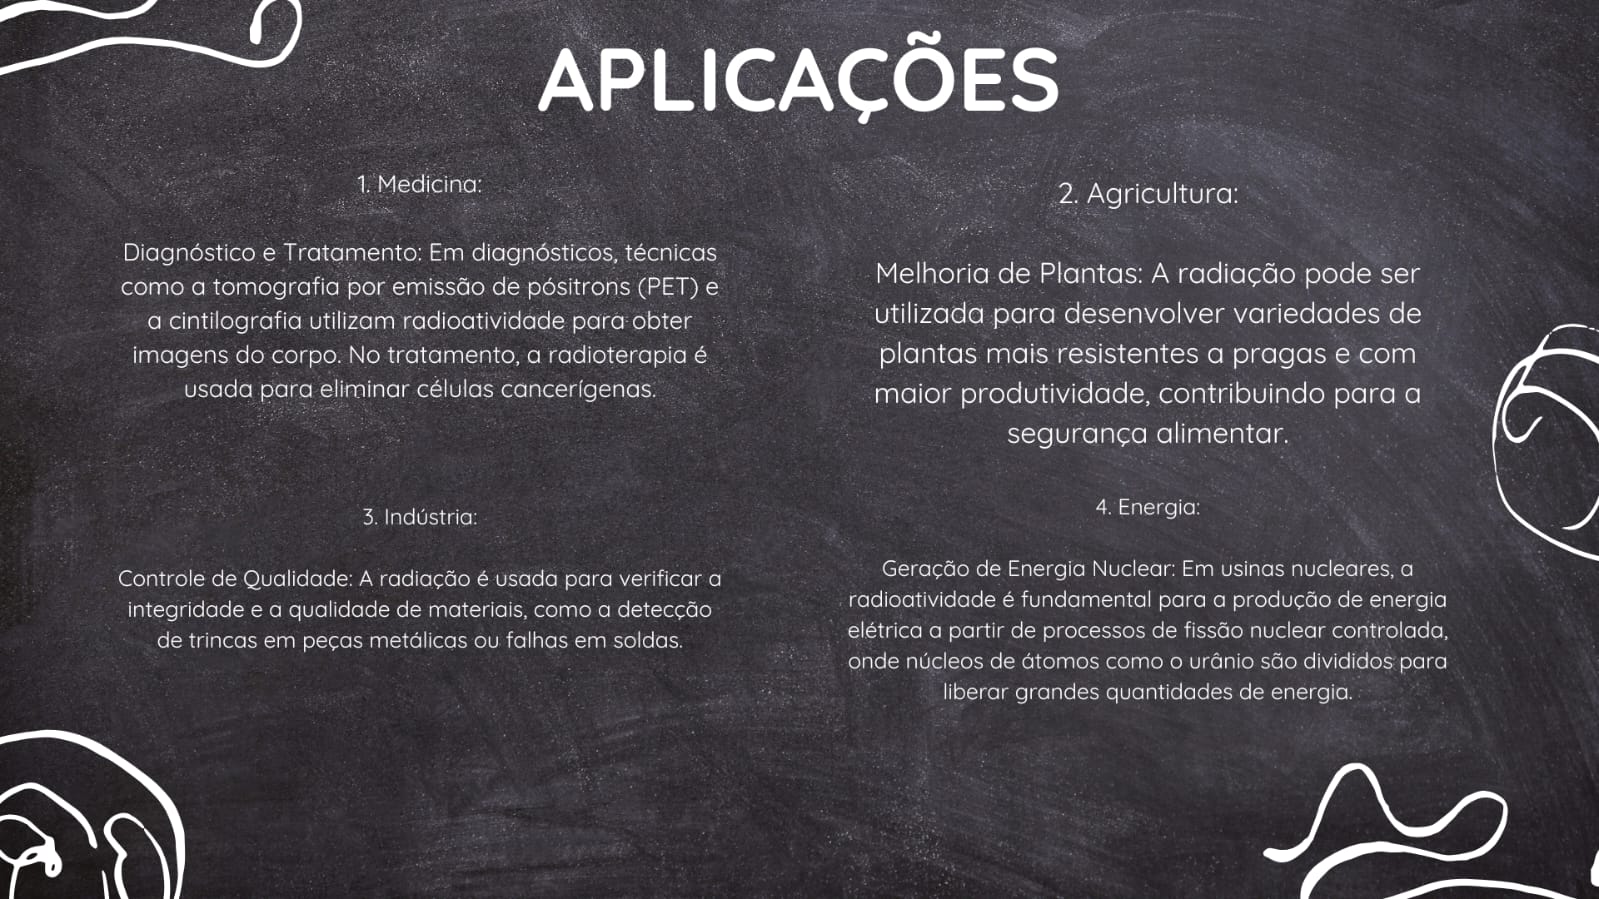 APLICAÇÕES
1. Medicina:
Diagnóstico e Tratamento: Em diagnósticos, técnicas
como a tomografia por emissão de pósitrons (PET) e
a cintilografia utilizam radioatividade para obter
imagens do corpo. No tratamento, a radioterapia é
usada para eliminar células cancerígenas.
2. Agricultura:
Melhoria de Plantas: A radiação pode ser
utilizada para desenvolver variedades de
plantas mais resistentes a pragas e com
maior produtividade, contribuindo para a
segurança alimentar.
3. Indústria:
Controle de Qualidade: A radiação é usada para verificar a
integridade e a qualidade de materiais, como a detecção
de trincas em peças metálicas ou falhas em soldas.
4. Energia:
Geração de Energia Nuclear: Em usinas nucleares, a
radioatividade é fundamental para a produção de energia
elétrica a partir de processos de fissão nuclear controlada,
onde núcleos de átomos como o urânio são divididos para
liberar grandes quantidades de energia.